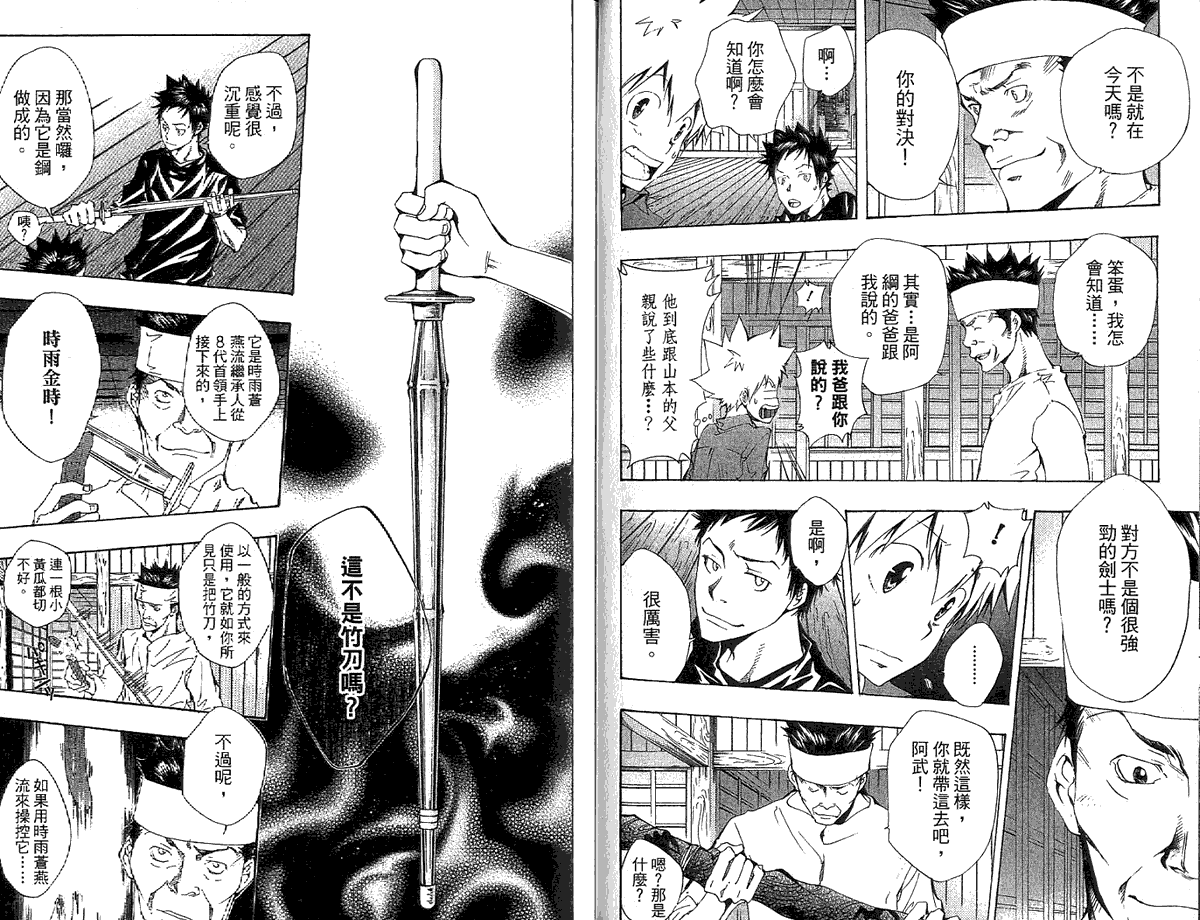 不是就在
今天嗎？
你的對決！
啊…
你怎麼會
知道啊？
笨蛋，我怎
會知道……
其實…是阿
綱的爸爸跟
我說的。
！
我爸跟你
說的？
他到底跟山本的父
親說了些什麼…？
對方不是個很強
勁的劍士嗎？
！
………
是啊，
很厲害。
既然這樣，
你就帶這去吧，
阿武！
嗯？那是
什麼？
這不是竹刀嗎？
不過，
感覺很
沉重呢。
那當然囉，
因為它是鋼
做成的。
咦？
它是時雨蒼
燕流繼承人從
8代首領手上
接下來的，
時雨金時！
以一般的方式來
使用，它就如你所
見只是把竹刀，
連一根小
黃瓜都切
不好。
不過呢，
如果用時雨蒼燕
流來操控它……